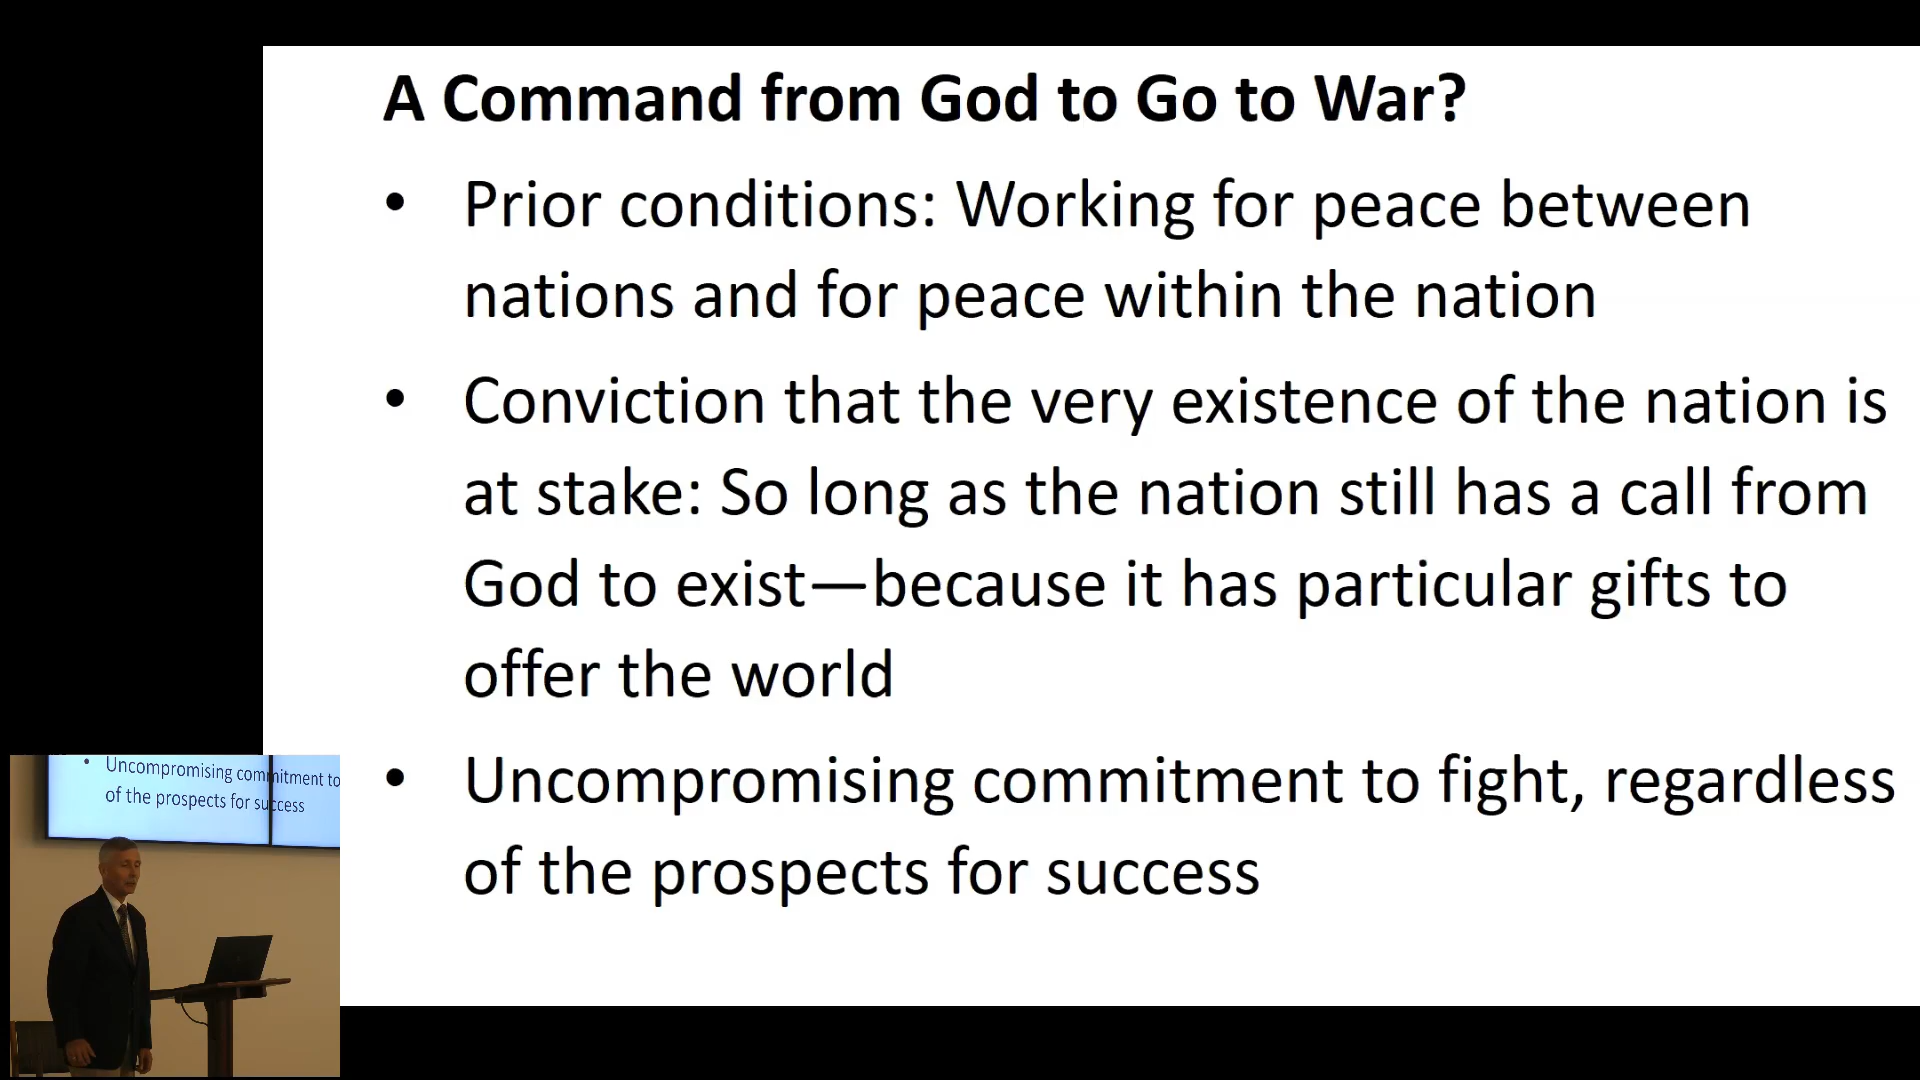 A Command from God to Go to War?
• Prior conditions: Working for peace between
nations and for peace within the nation
• Conviction that the very existence of the nation is
at stake: So long as the nation still has a call from
God to exist—because it has particular gifts to
offer the world
• Uncompromising commitment to fight, regardless
of the prospects for success
• Uncompromising commitment to
of the prospects for success